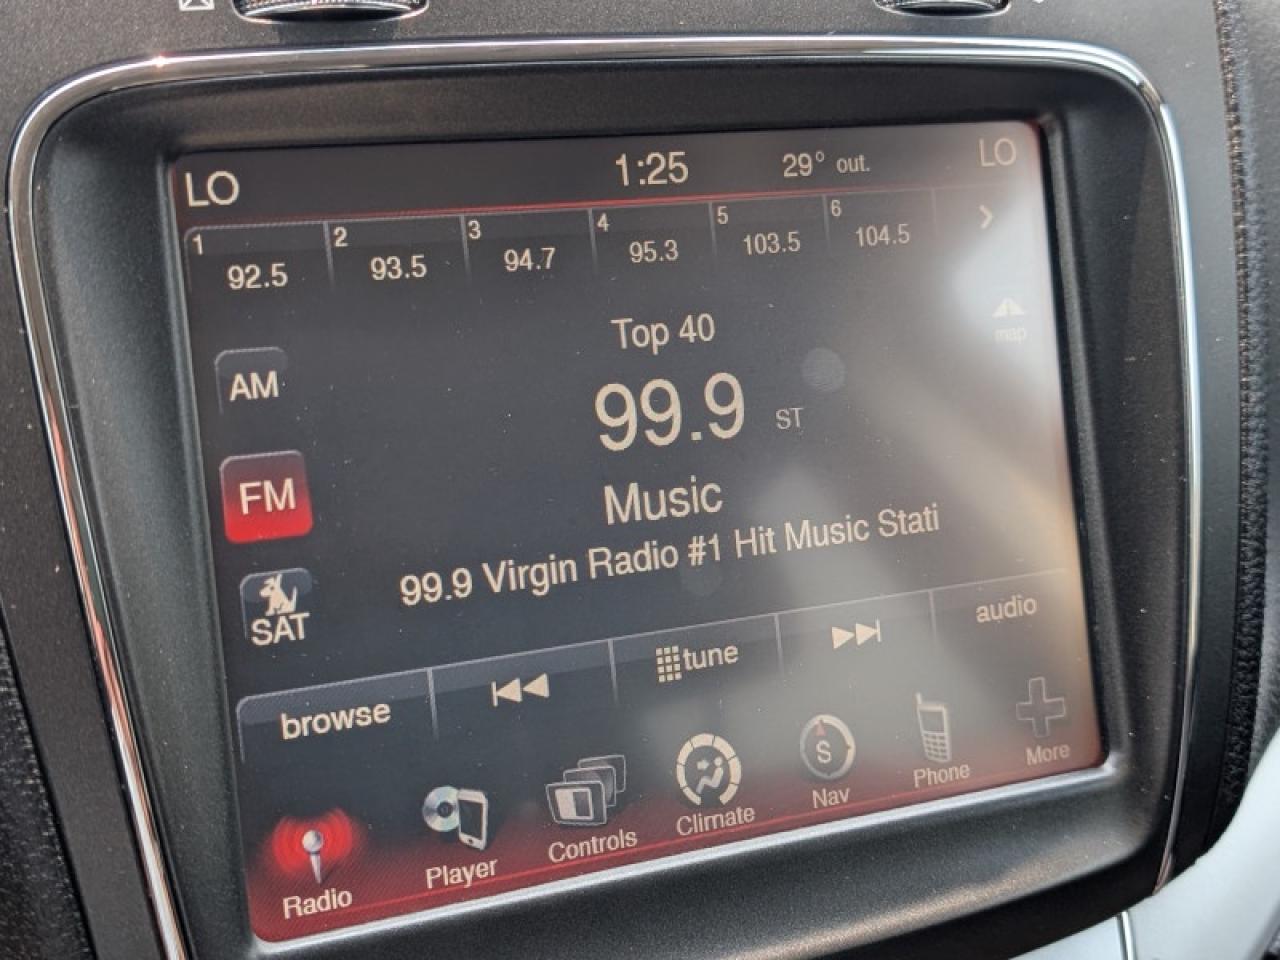 LO 1:25 29° out. LO
1 92.5 2 93.5 3 94.7 4 95.3 5 103.5 6 104.5
Top 40
map
AM
99.9 ST
FM
Music
99.9 Virgin Radio #1 Hit Music Stati
SAT
browse tune audio
Radio Player Controls Climate S Nav Phone More